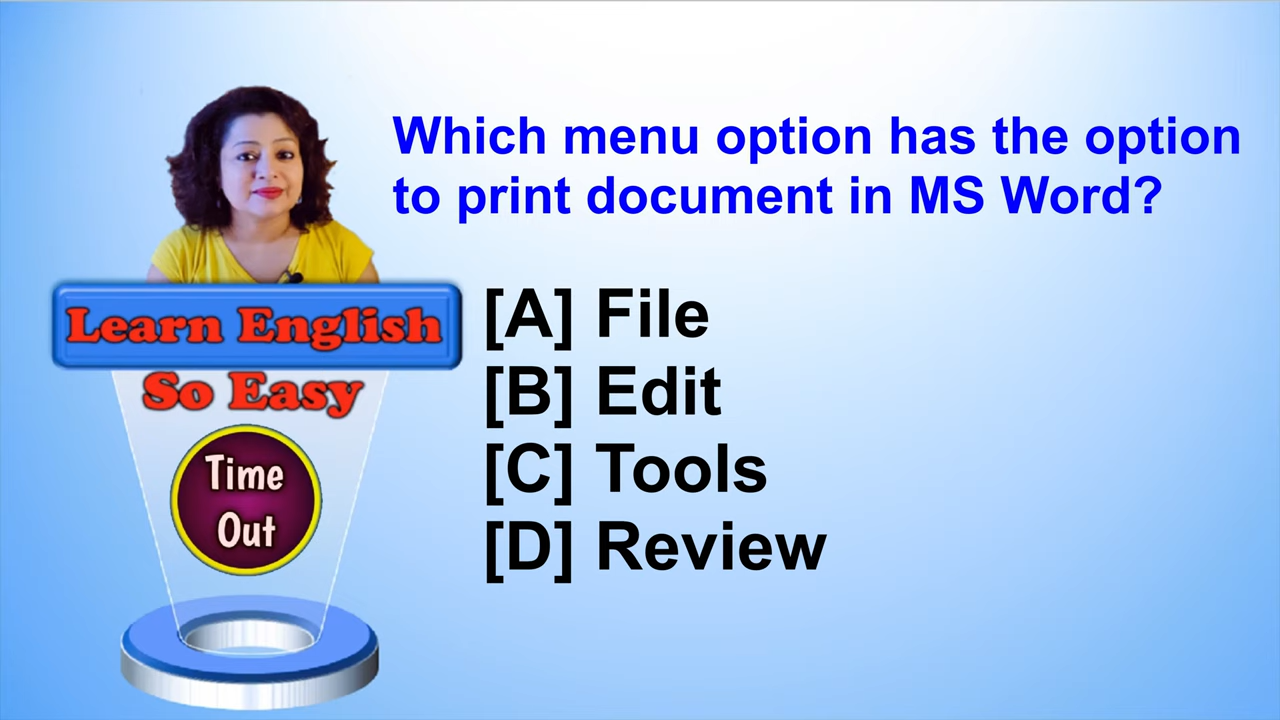 Which menu option has the option
to print document in MS Word?
Learn English
So Easy
Time
Out
[A] File
[B] Edit
[C] Tools
[D] Review